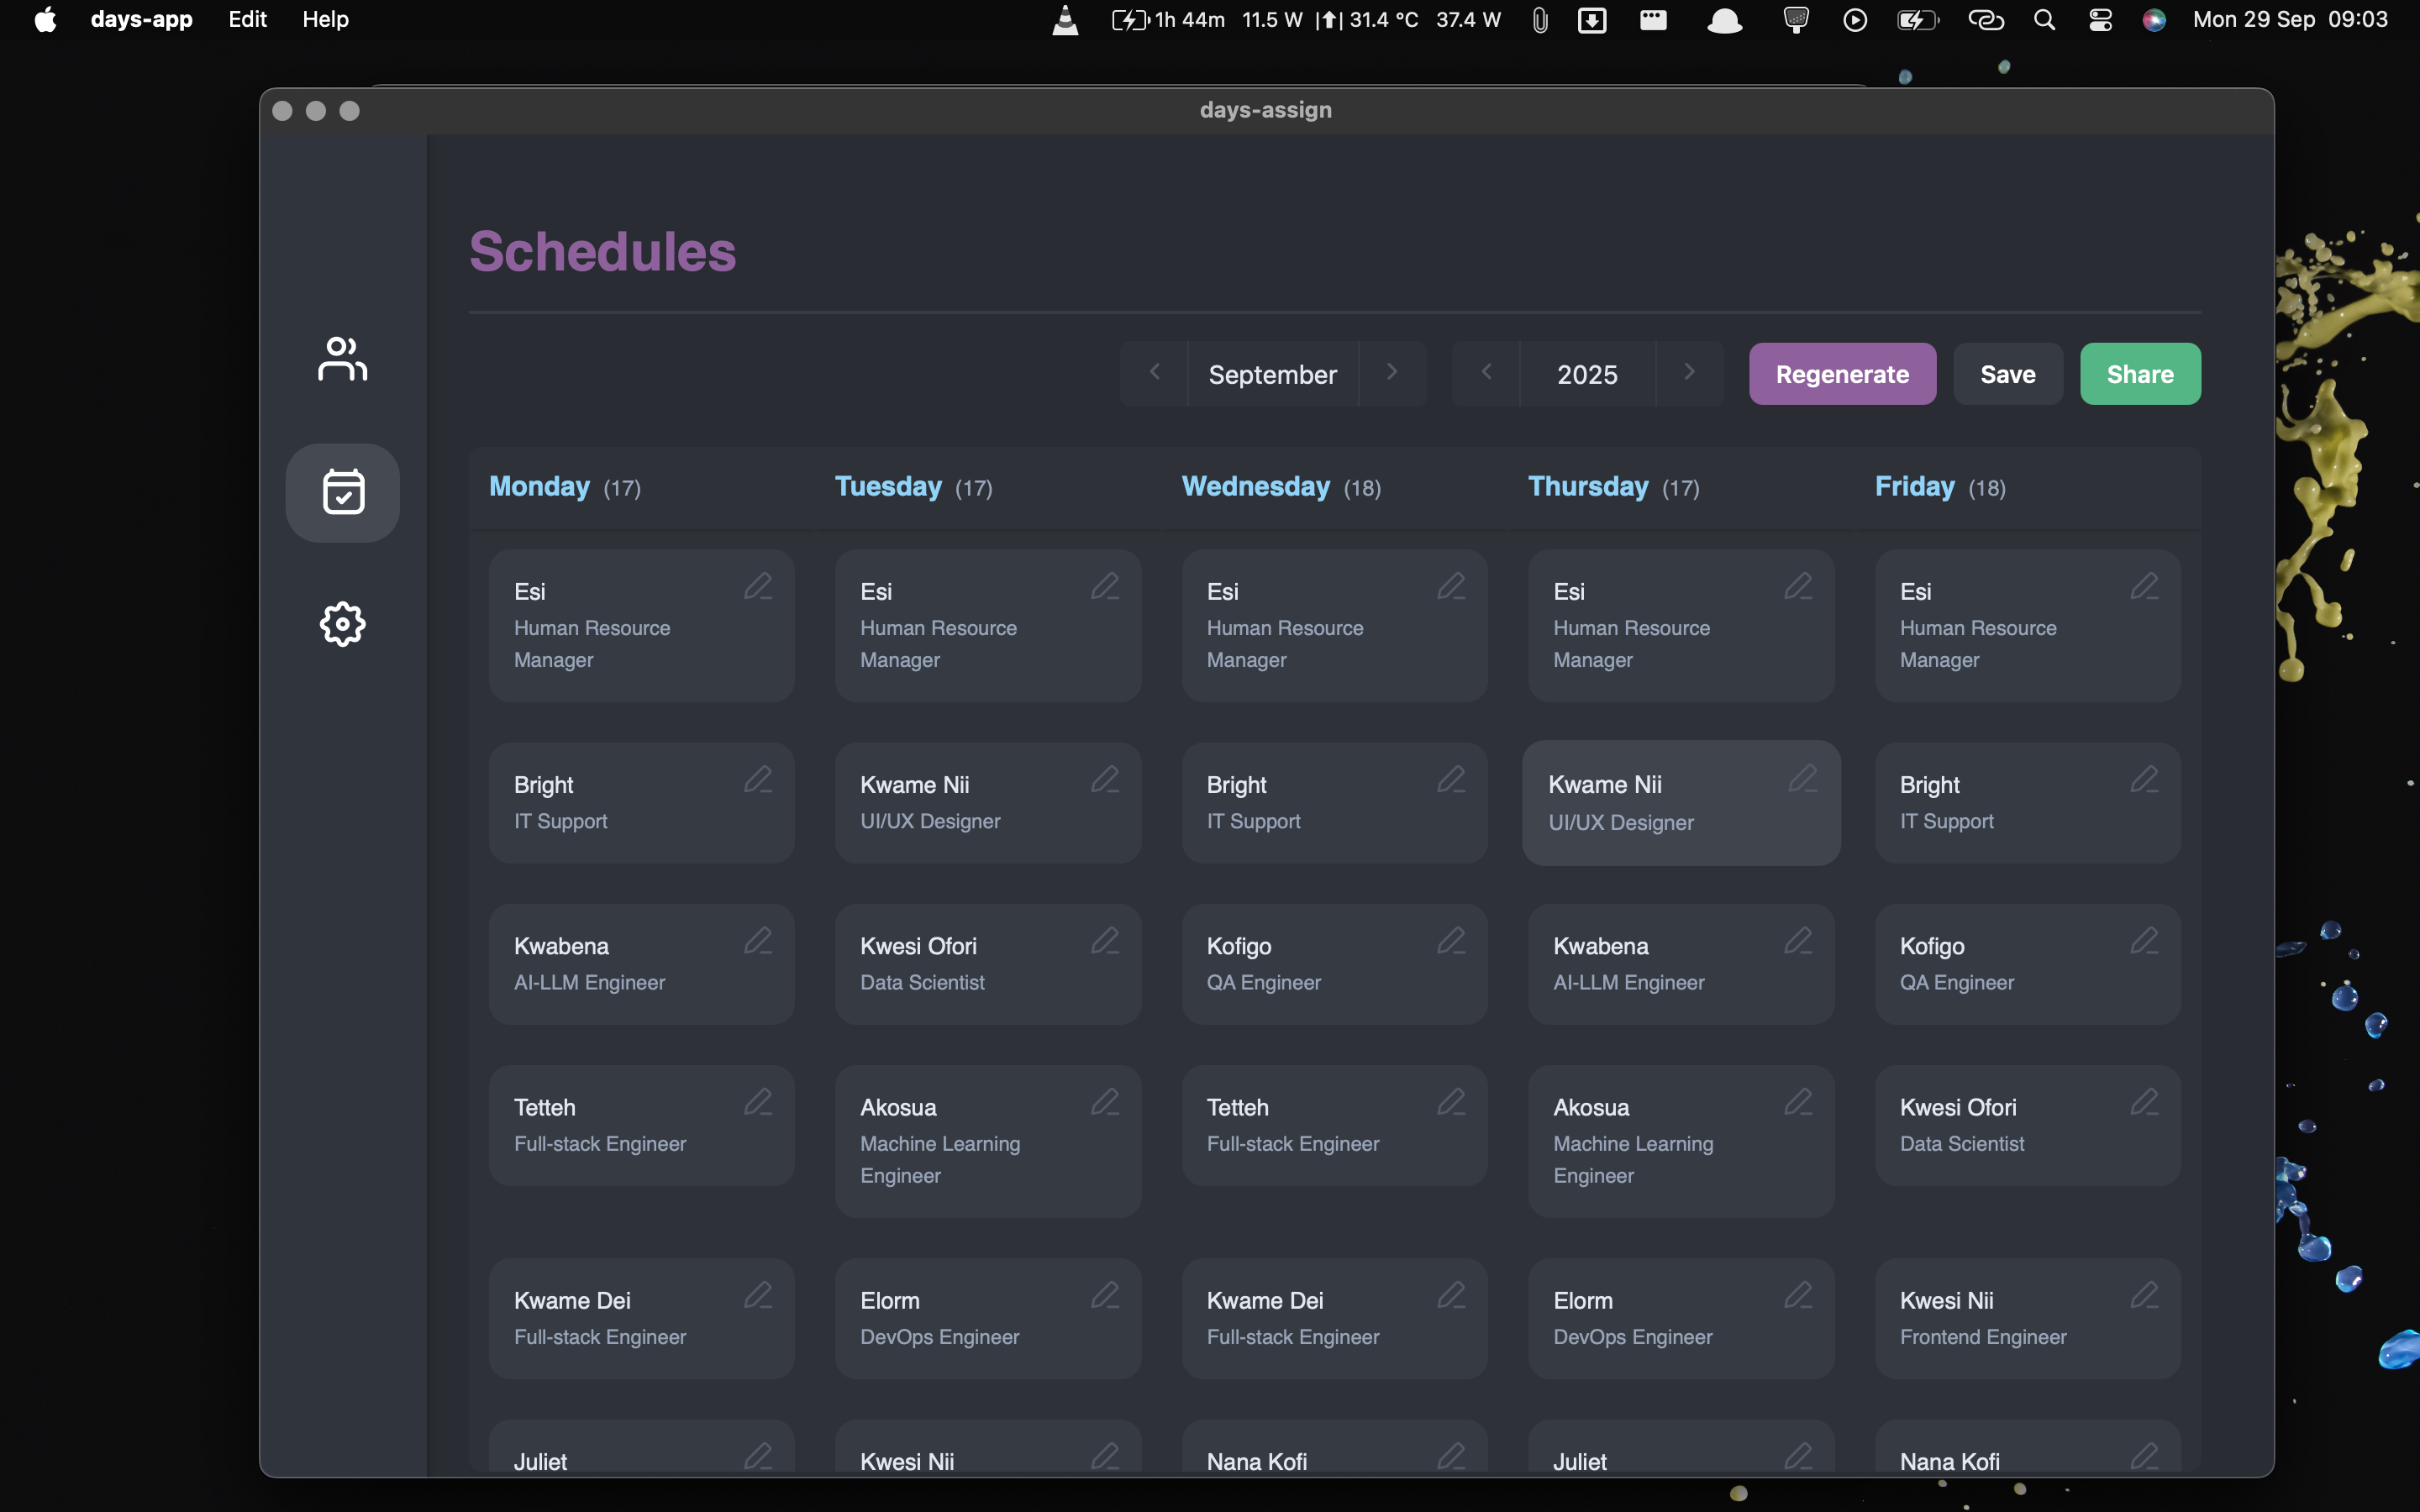 days-app Edit Help 1h 44m 11.5 W 31.4 °C 37.4 W Mon 29 Sep 09:03
days-assign
Schedules
September 2025 Regenerate Save Share
Monday (17) Tuesday (17) Wednesday (18) Thursday (17) Friday (18)
Esi Esi Esi Esi Esi
Human Resource Human Resource Human Resource Human Resource Human Resource
Manager Manager Manager Manager Manager
Bright Kwame Nii Bright Kwame Nii Bright
IT Support UI/UX Designer IT Support UI/UX Designer IT Support
Kwabena Kwesi Ofori Kofigo Kwabena Kofigo
AI-LLM Engineer Data Scientist QA Engineer AI-LLM Engineer QA Engineer
Tetteh Akosua Tetteh Akosua Kwesi Ofori
Full-stack Engineer Machine Learning Full-stack Engineer Machine Learning Data Scientist
Engineer Engineer
Kwame Dei Elorm Kwame Dei Elorm Kwesi Nii
Full-stack Engineer DevOps Engineer Full-stack Engineer DevOps Engineer Frontend Engineer
Juliet Kwesi Nii Nana Kofi Juliet Nana Kofi